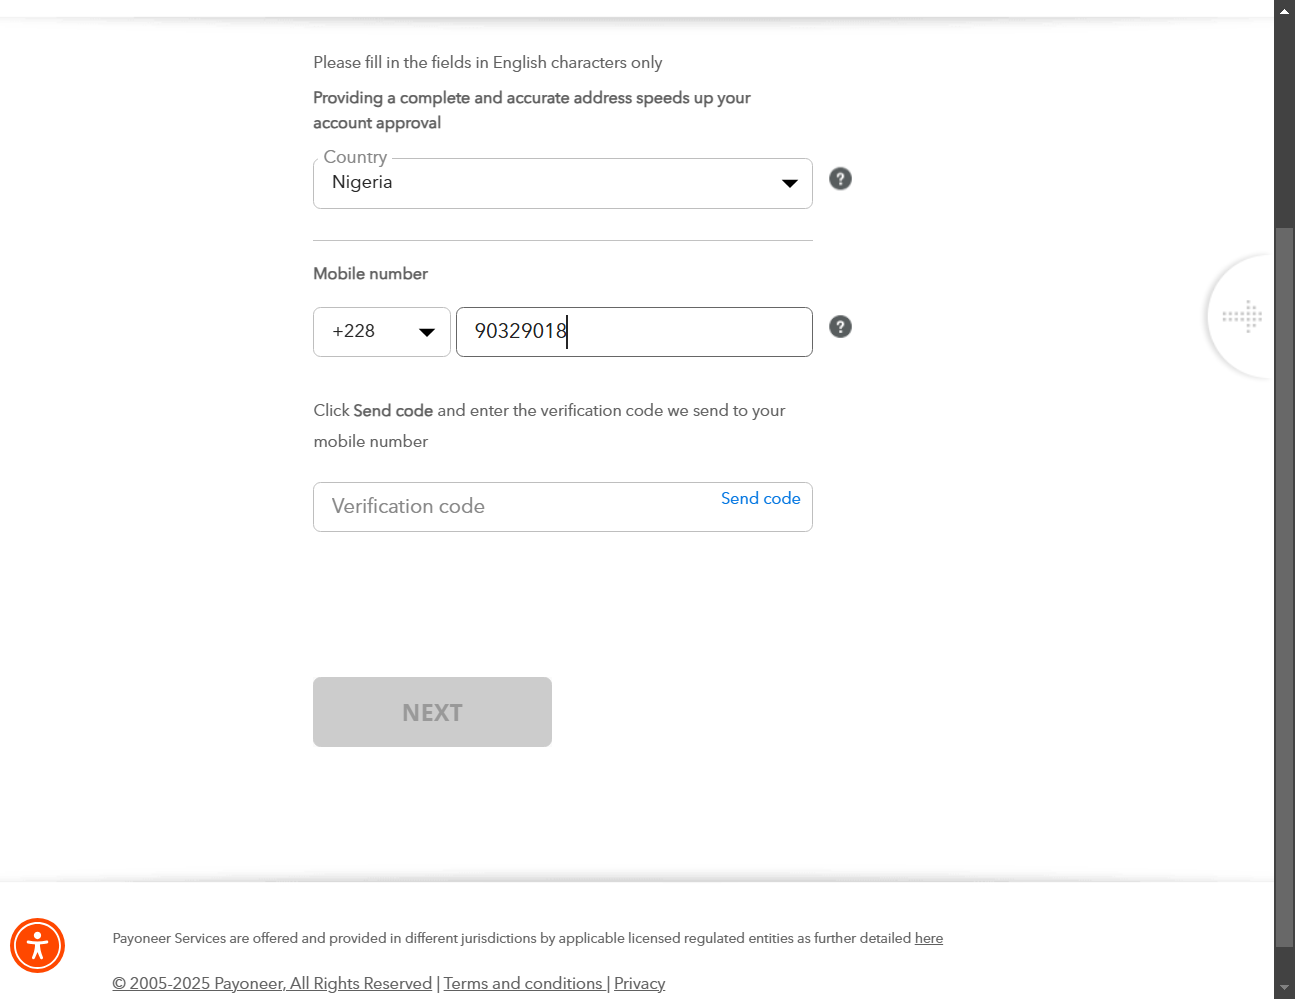 Please fill in the fields in English characters only
Providing a complete and accurate address speeds up your
account approval
Country
Nigeria
?
Mobile number
+228
90329018
?
Click Send code and enter the verification code we send to your
mobile number
Verification code
Send code
NEXT
Payoneer Services are offered and provided in different jurisdictions by applicable licensed regulated entities as further detailed here
© 2005-2025 Payoneer, All Rights Reserved | Terms and conditions | Privacy